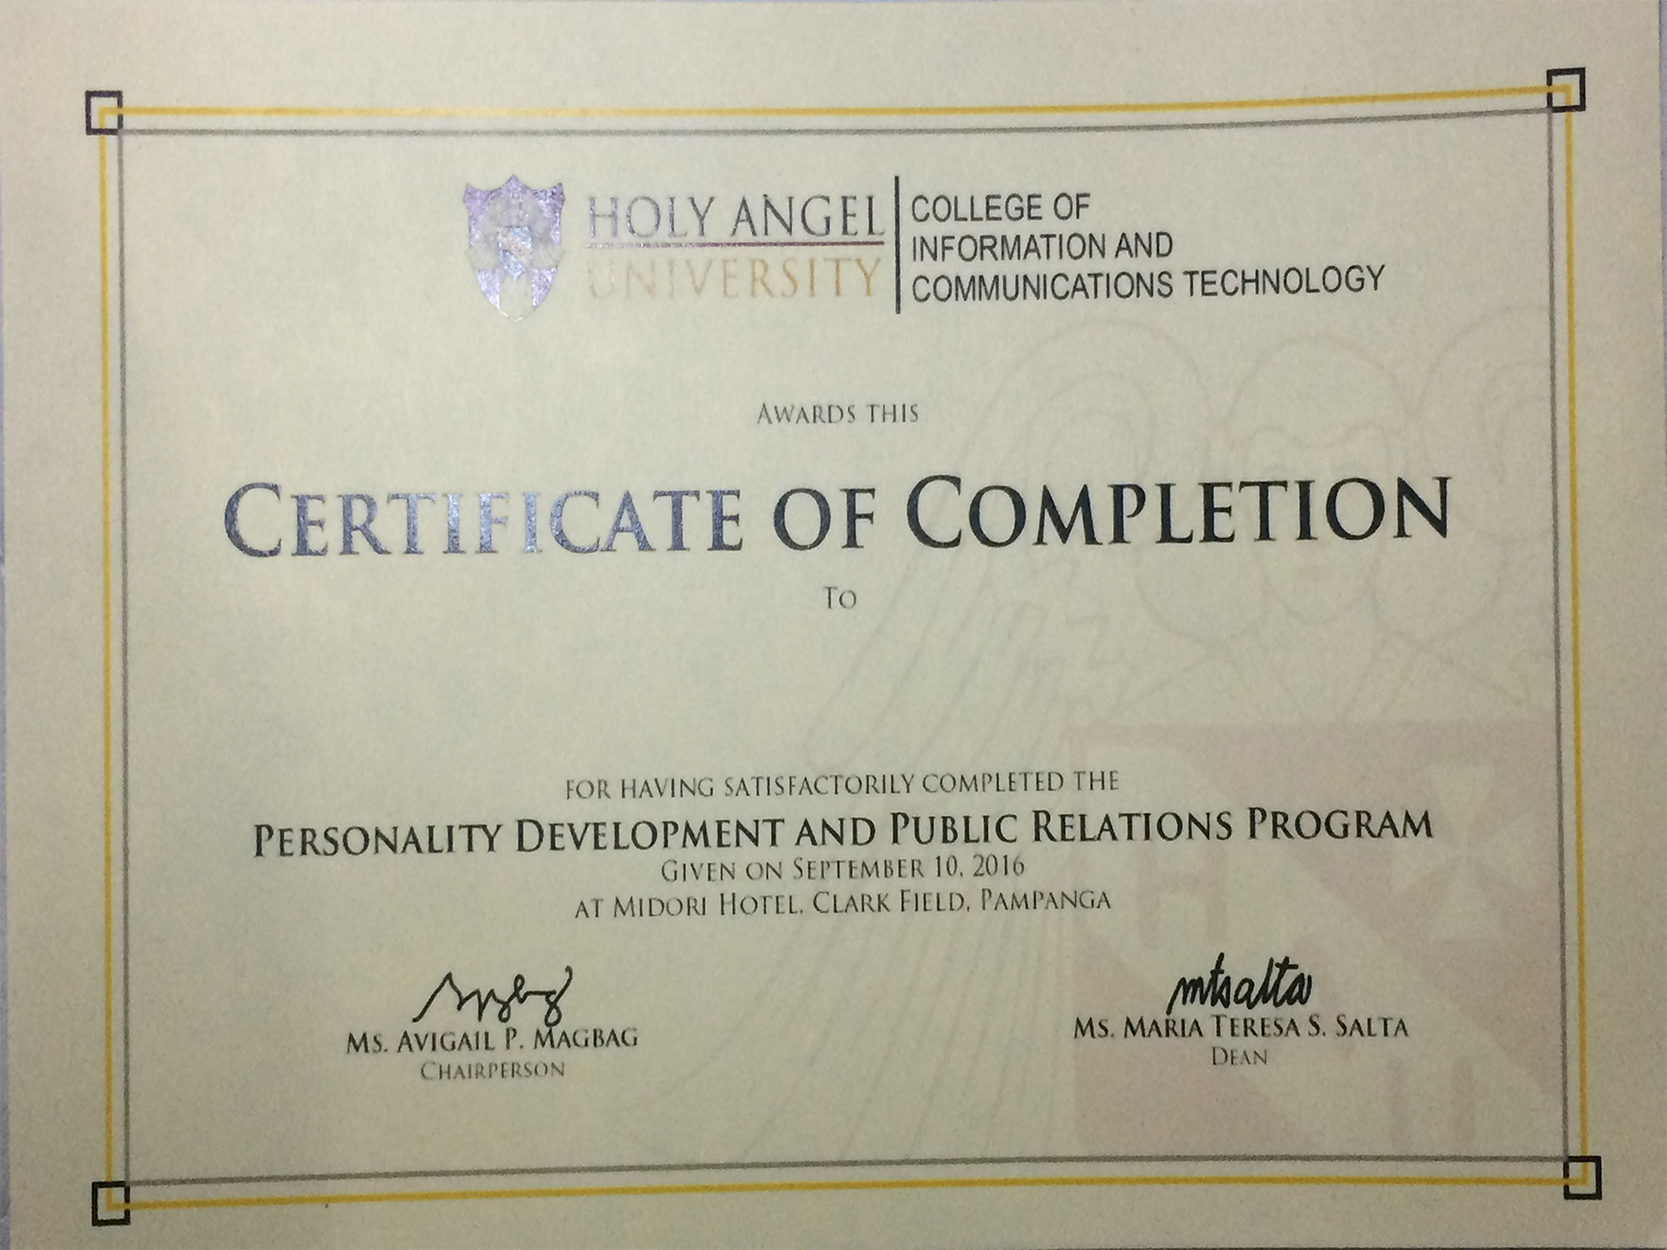 HOLY ANGEL
UNIVERSITY
COLLEGE OF
INFORMATION AND
COMMUNICATIONS TECHNOLOGY
AWARDS THIS
CERTIFICATE OF COMPLETION
TO
FOR HAVING SATISFACTORILY COMPLETED THE
PERSONALITY DEVELOPMENT AND PUBLIC RELATIONS PROGRAM
GIVEN ON SEPTEMBER 10, 2016
AT MIDORI HOTEL, CLARK FIELD, PAMPANGA
mtsalta
MS. AVIGAIL P. MAGBAG
CHAIRPERSON
MS. MARIA TERESA S. SALTA
DEAN